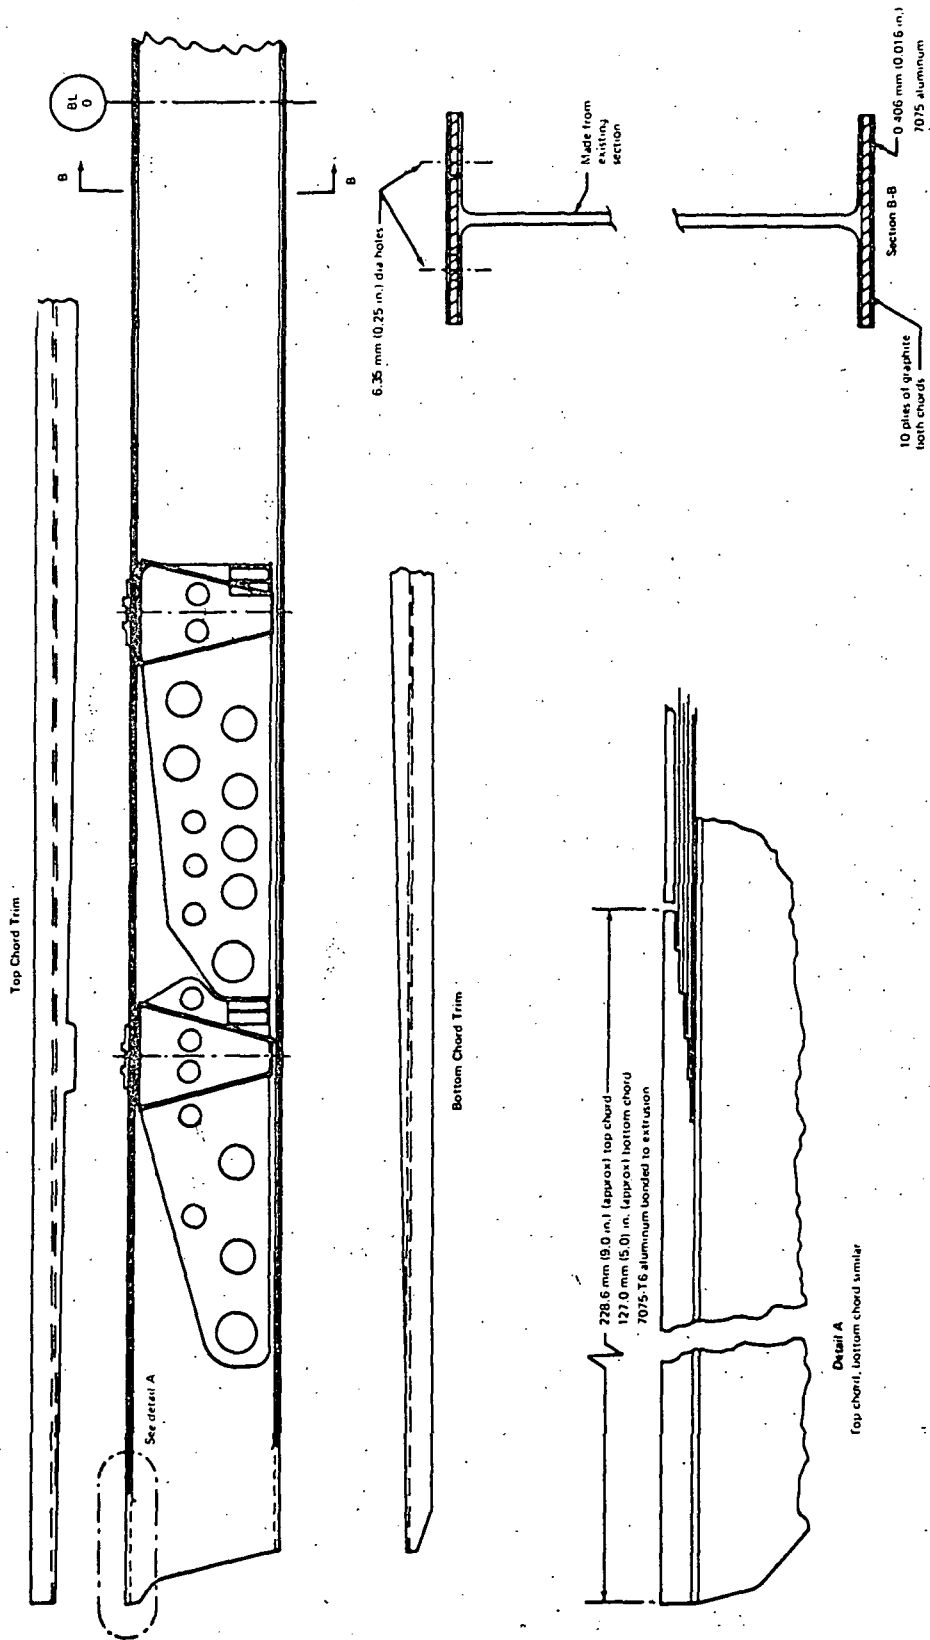 Top Chord Trim
BL
0
B
B
See detail A
Bottom Chord Trim
6.35 mm (0.25 in.) dia holes
Made from
existing
section
10 plies of graphite
both chords
Section B-B
0.406 mm (0.016 in.)
7075 aluminum
228.6 mm (9.0 in.) (approx) top chord
127.0 mm (5.0) in. (approx) bottom chord
7075-T6 aluminum bonded to extrusion
Detail A
Top chord, bottom chord similar